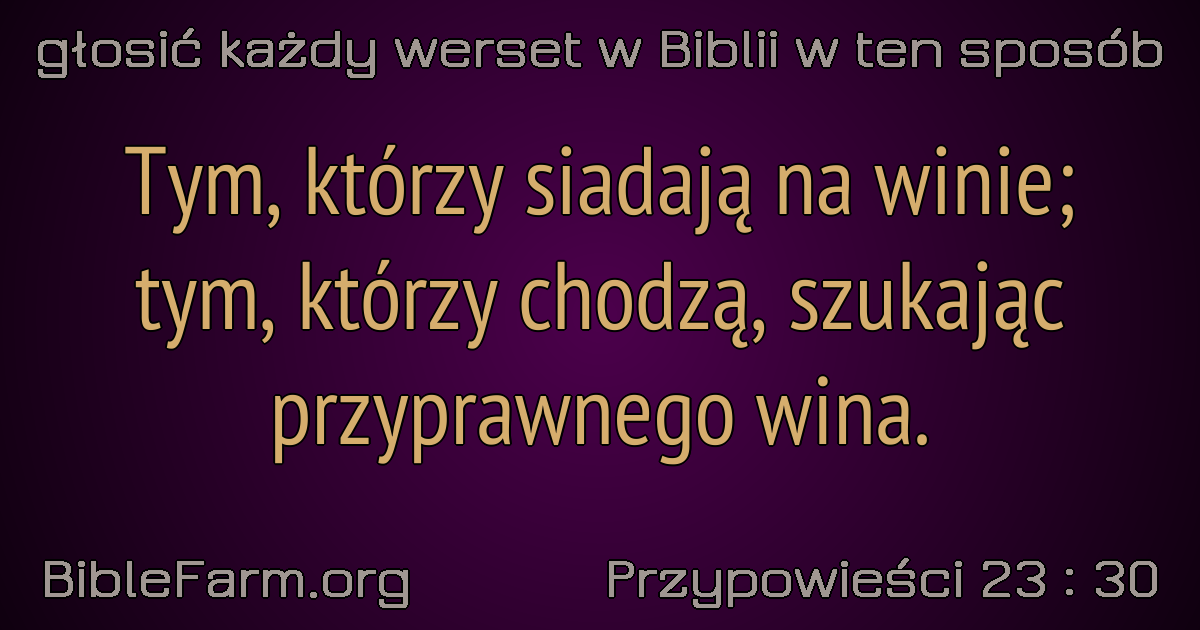 głosić każdy werset w Biblii w ten sposób
Tym, którzy siadają na winie;
tym, którzy chodzą, szukając
przyprawnego wina.
BibleFarm.org
Przypowieści 23 : 30